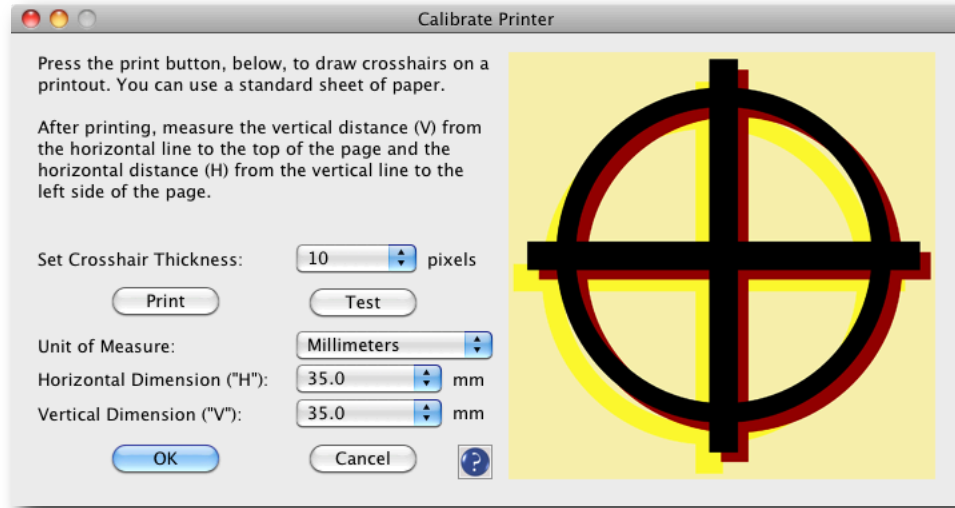 Calibrate Printer
Press the print button, below, to draw crosshairs on a
printout. You can use a standard sheet of paper.
After printing, measure the vertical distance (V) from
the horizontal line to the top of the page and the
horizontal distance (H) from the vertical line to the
left side of the page.
Set Crosshair Thickness: 10 pixels
Print Test
Unit of Measure: Millimeters
Horizontal Dimension ("H"): 35.0 mm
Vertical Dimension ("V"): 35.0 mm
OK Cancel ?